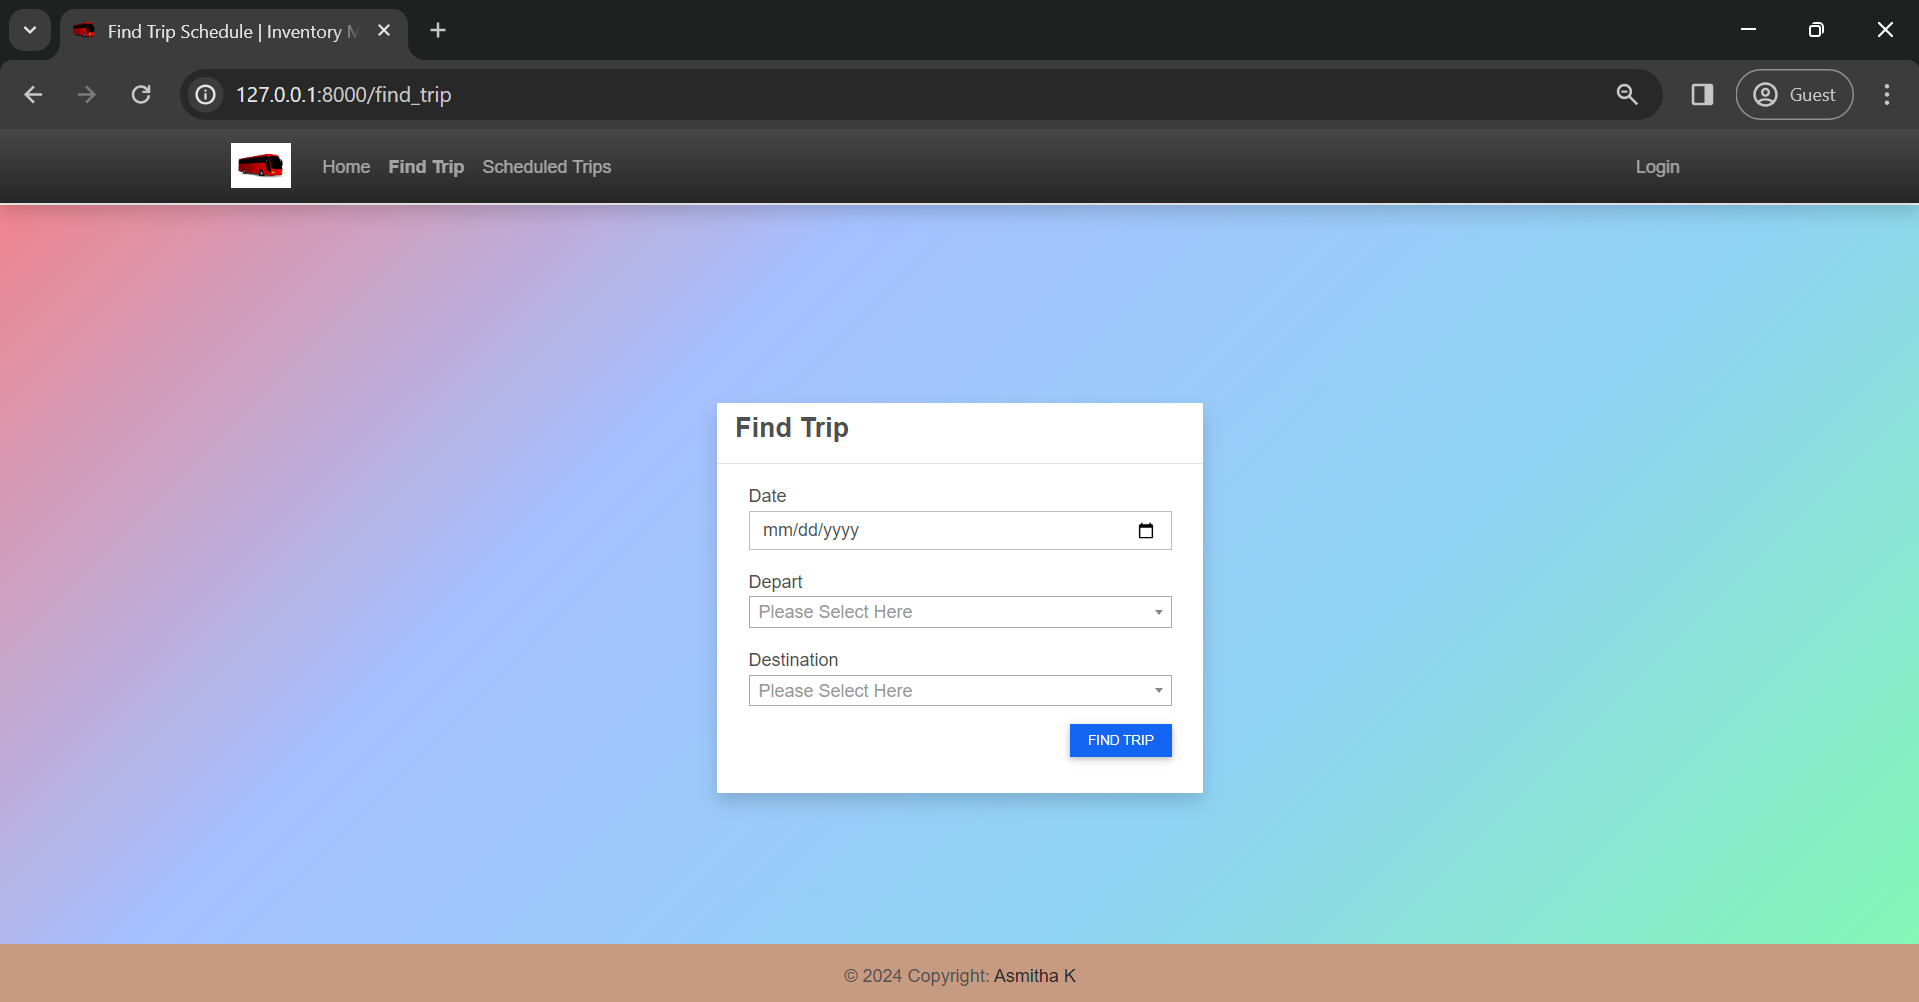 Find Trip Schedule | Inventory
127.0.0.1:8000/find_trip
Guest
Home Find Trip Scheduled Trips Login
Find Trip
Date
mm/dd/yyyy
Depart
Please Select Here
Destination
Please Select Here
FIND TRIP
© 2024 Copyright: Asmitha K